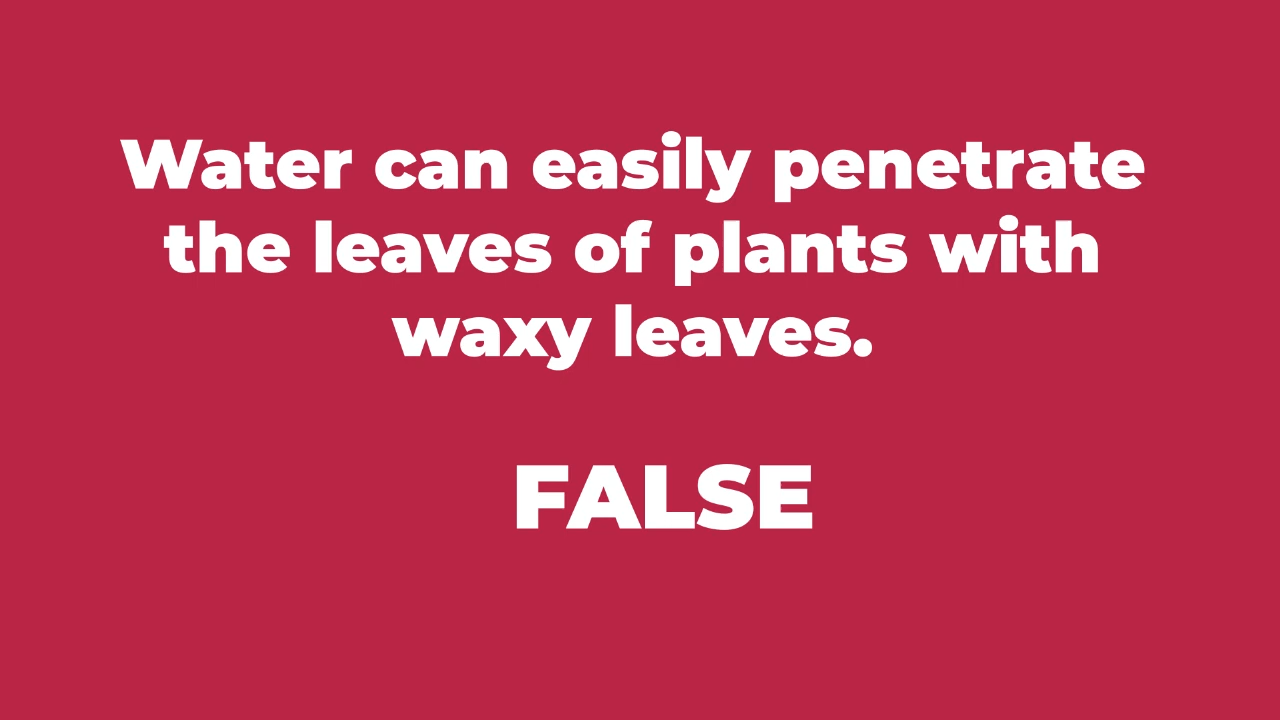 Water can easily penetrate
the leaves of plants with
waxy leaves.
FALSE